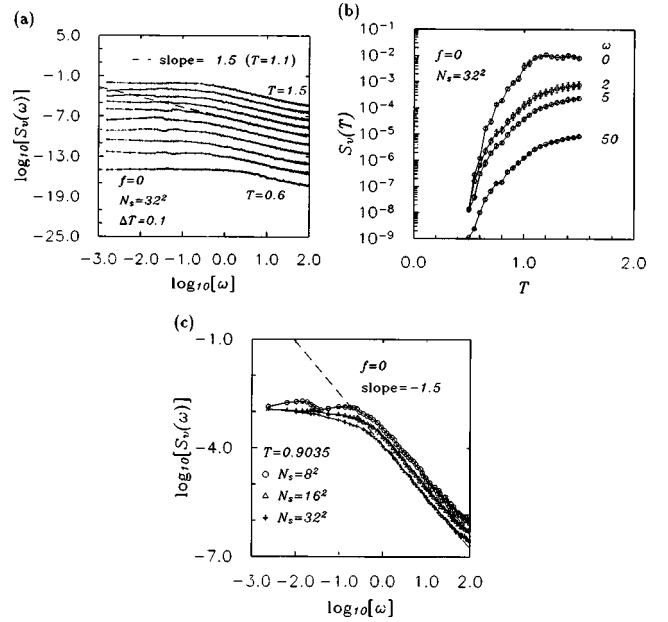 (a)
5.0
-1.0
-7.0
-13.0
-19.0
-25.0
log10[Sv(ω)]
-- slope= 1.5 (T=1.1)
T=1.5
f=0
Ns=32²
ΔT=0.1
T=0.6
-3.0 -2.0 -1.0 0.0 1.0 2.0
log10[ω]
(b)
10⁻¹
10⁻²
10⁻³
10⁻⁴
10⁻⁵
10⁻⁶
10⁻⁷
10⁻⁸
10⁻⁹
Sv(T)
f=0
Ns=32²
ω
0
2
5
50
0.0 1.0 2.0
T
(c)
-1.0
-4.0
-7.0
log10[Sv(ω)]
f=0
slope=-1.5
T=0.9035
○ Ns=8²
△ Ns=16²
+ Ns=32²
-3.0 -2.0 -1.0 0.0 1.0 2.0
log10[ω]